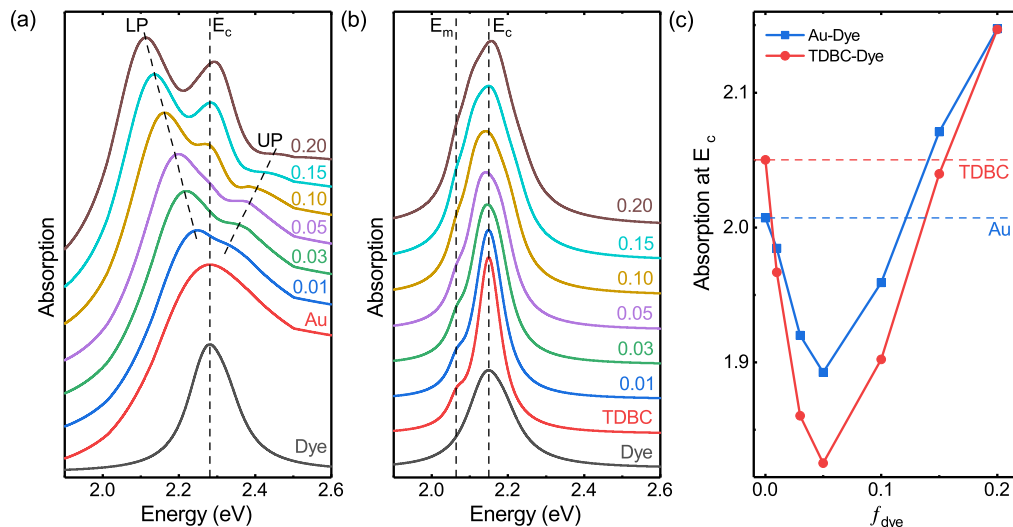 (a)
LP
E_c
UP
0.20
0.15
0.10
0.05
0.03
0.01
Au
Dye
Absorption
2.0 2.2 2.4 2.6
Energy (eV)
(b)
E_m E_c
0.20
0.15
0.10
0.05
0.03
0.01
TDBC
Dye
Absorption
2.0 2.2 2.4 2.6
Energy (eV)
(c)
Au-Dye
TDBC-Dye
TDBC
Au
2.1
2.0
1.9
Absorption at E_c
0.0 0.1 0.2
f_dye